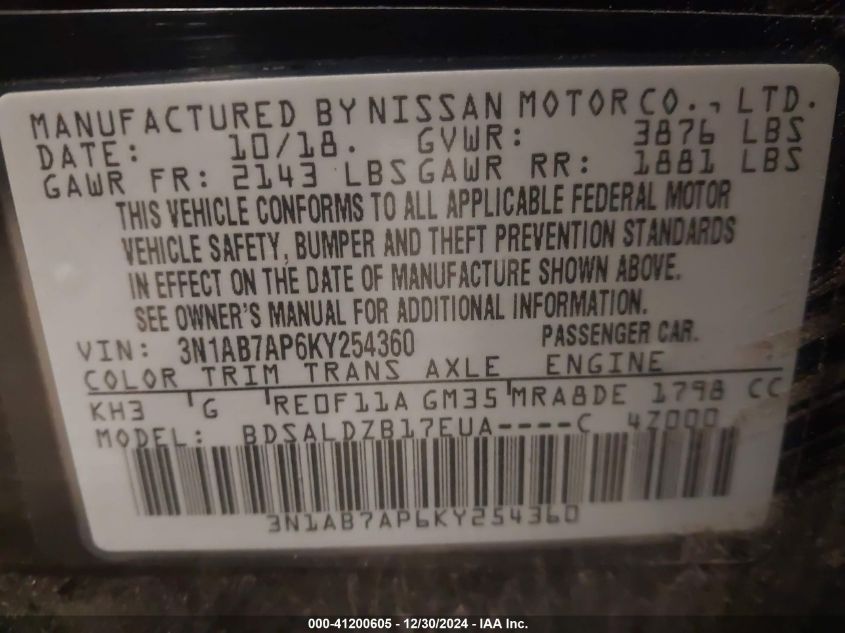 MANUFACTURED BY NISSAN MOTOR CO., LTD.
DATE: 10/18. GVWR: 3876 LBS
GAWR FR: 2143 LBS GAWR RR: 1881 LBS
THIS VEHICLE CONFORMS TO ALL APPLICABLE FEDERAL MOTOR
VEHICLE SAFETY, BUMPER AND THEFT PREVENTION STANDARDS
IN EFFECT ON THE DATE OF MANUFACTURE SHOWN ABOVE.
SEE OWNER'S MANUAL FOR ADDITIONAL INFORMATION.
VIN: 3N1AB7AP6KY254360 PASSENGER CAR.
COLOR TRIM TRANS AXLE ENGINE
KH3 G RE0F11A GM35 MRA8DE 1798 CC
MODEL: BDSALDZB17EUA----C 4Z000
3N1AB7AP6KY254360
000-41200605 - 12/30/2024 - IAA Inc.